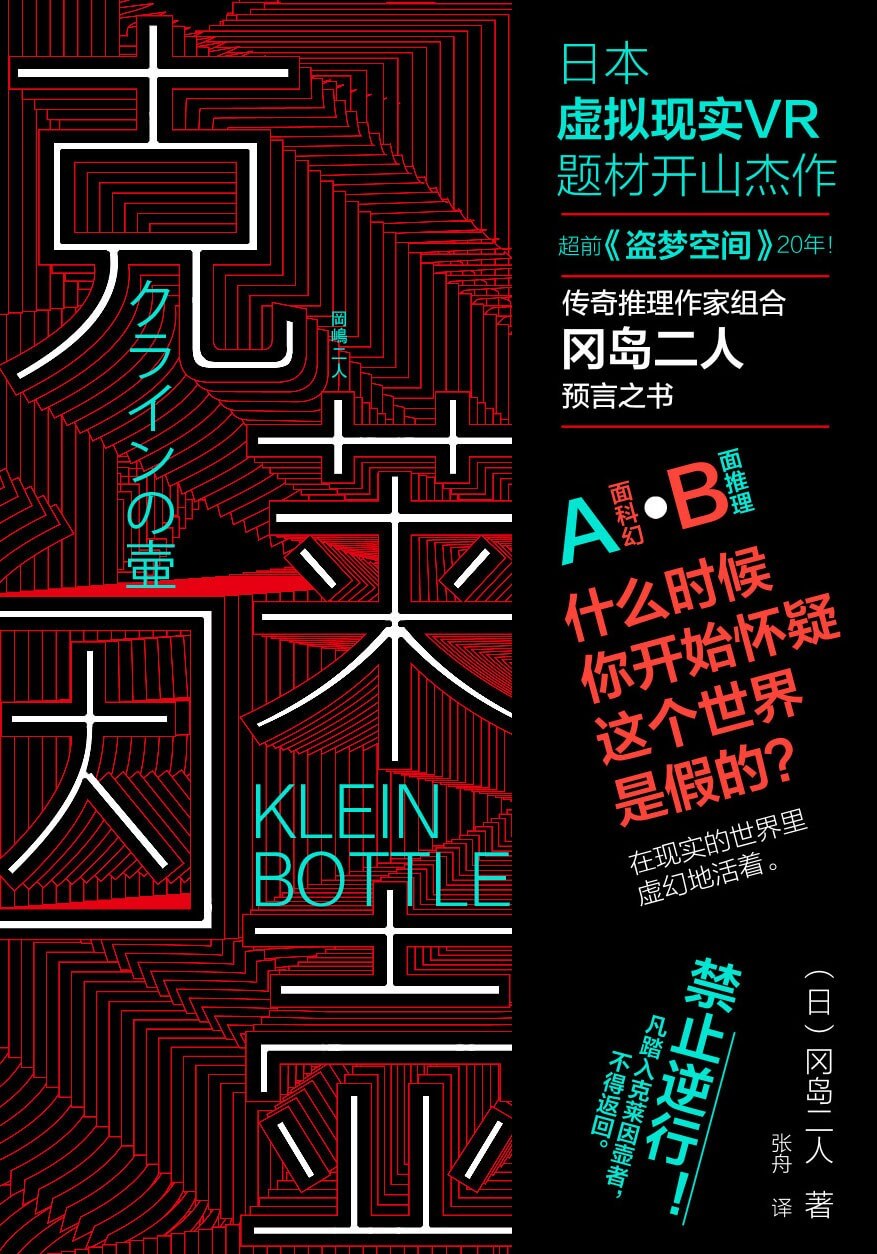 克莱因壶
クラインの壷
岡嶋二人
KLEIN
BOTTLE
日本
虚拟现实VR
题材开山杰作
超前《盗梦空间》20年！
传奇推理作家组合
冈岛二人
预言之书
A面科幻·B面推理
什么时候
你开始怀疑
这个世界
是假的？
在现实的世界里
虚幻地活着。
禁止逆行！
凡踏入克莱因壶者，
不得返回。
（日）冈岛二人 著
张舟 译